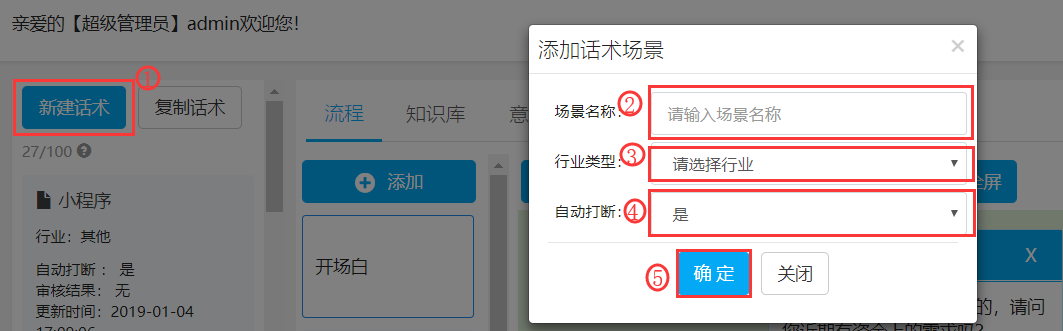 亲爱的【超级管理员】admin欢迎您!
①
新建话术
复制话术
27/100
小程序
行业: 其他
自动打断: 是
审核结果: 无
更新时间: 2019-01-04
流程
知识库
添加
开场白
添加话术场景
×
场景名称:
②
请输入场景名称
行业类型:
③
请选择行业
自动打断:
④
是
⑤
确 定
关闭
全屏
X
的，请问